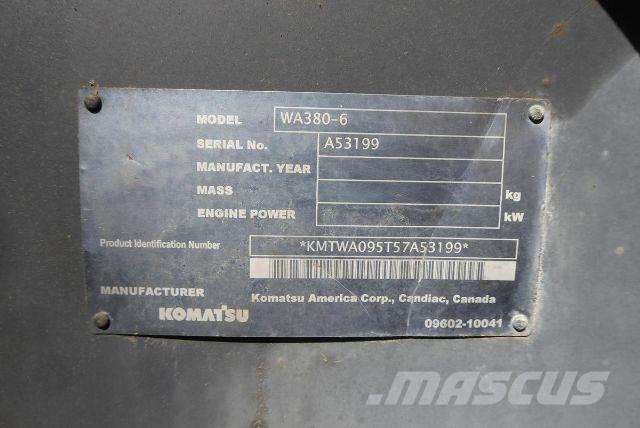 MODEL WA380-6
SERIAL No. A53199
MANUFACT. YEAR
MASS kg
ENGINE POWER kW
Product Identification Number *KMTWA095T57A53199*
MANUFACTURER Komatsu America Corp., Candiac, Canada
KOMATSU 09602-10041
MASCUS